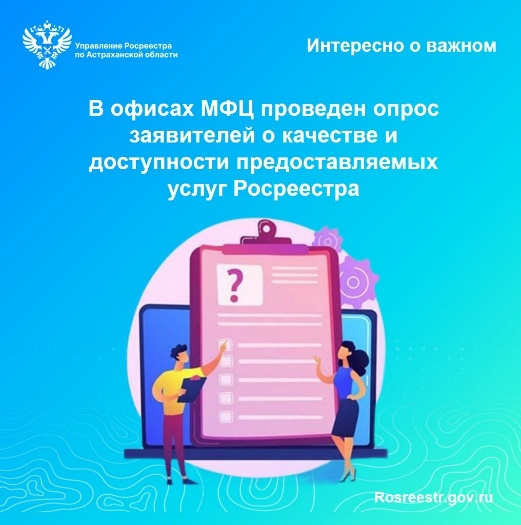 Управление Росреестра
по Астраханской области
Интересно о важном
В офисах МФЦ проведен опрос
заявителей о качестве и
доступности предоставляемых
услуг Росреестра
?
Rosreestr.gov.ru